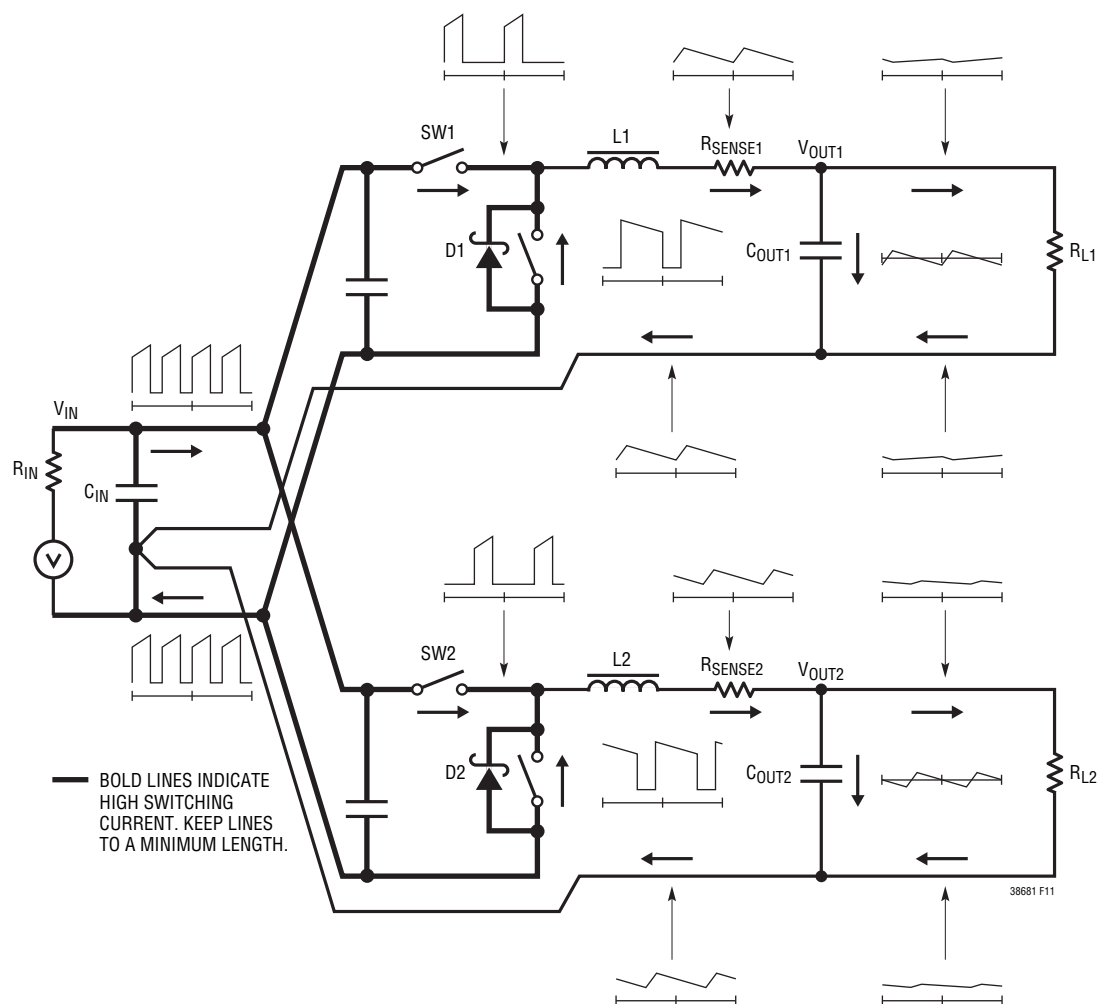 SW1
L1
RSENSE1
VOUT1
D1
COUT1
RL1
VIN
RIN
CIN
V
SW2
L2
RSENSE2
VOUT2
D2
COUT2
RL2
BOLD LINES INDICATE
HIGH SWITCHING
CURRENT. KEEP LINES
TO A MINIMUM LENGTH.
38681 F11